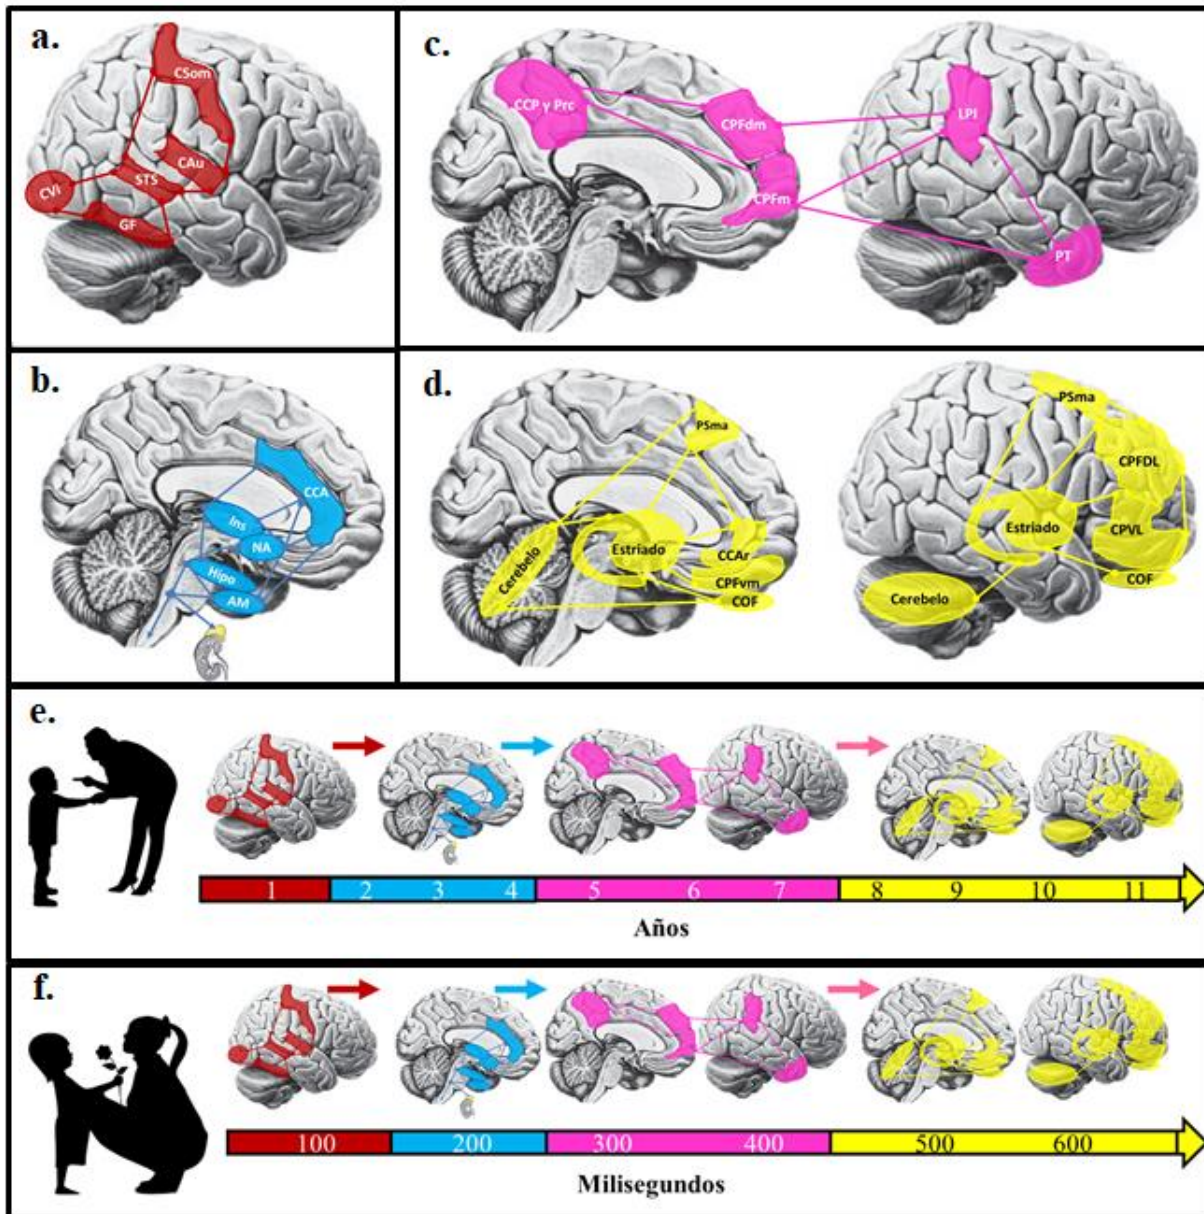 a.
CSom
CAu
STS
CVi
GF
c.
CCP y Prc
CPFdm
CPFm
LPI
PT
b.
CCA
Ins
NA
Hipo
AM
d.
PSma
Estriado
Cerebelo
CCAr
CPFvm
COF
PSma
CPFDL
Estriado
CPVL
COF
Cerebelo
e.
1 2 3 4 5 6 7 8 9 10 11
Años
f.
100 200 300 400 500 600
Milisegundos